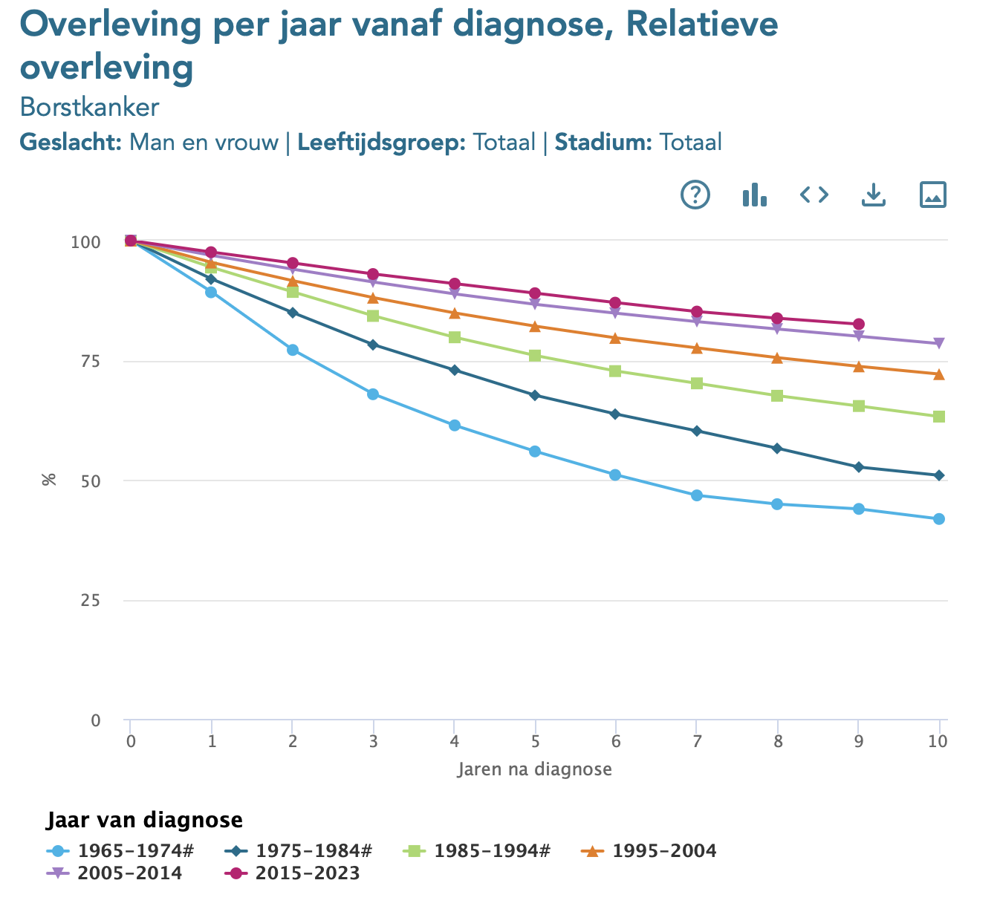 Overleving per jaar vanaf diagnose, Relatieve
overleving
Borstkanker
Geslacht: Man en vrouw | Leeftijdsgroep: Totaal | Stadium: Totaal
?
100
75
50
25
0
%
0 1 2 3 4 5 6 7 8 9 10
Jaren na diagnose
Jaar van diagnose
1965-1974# 1975-1984# 1985-1994# 1995-2004
2005-2014 2015-2023